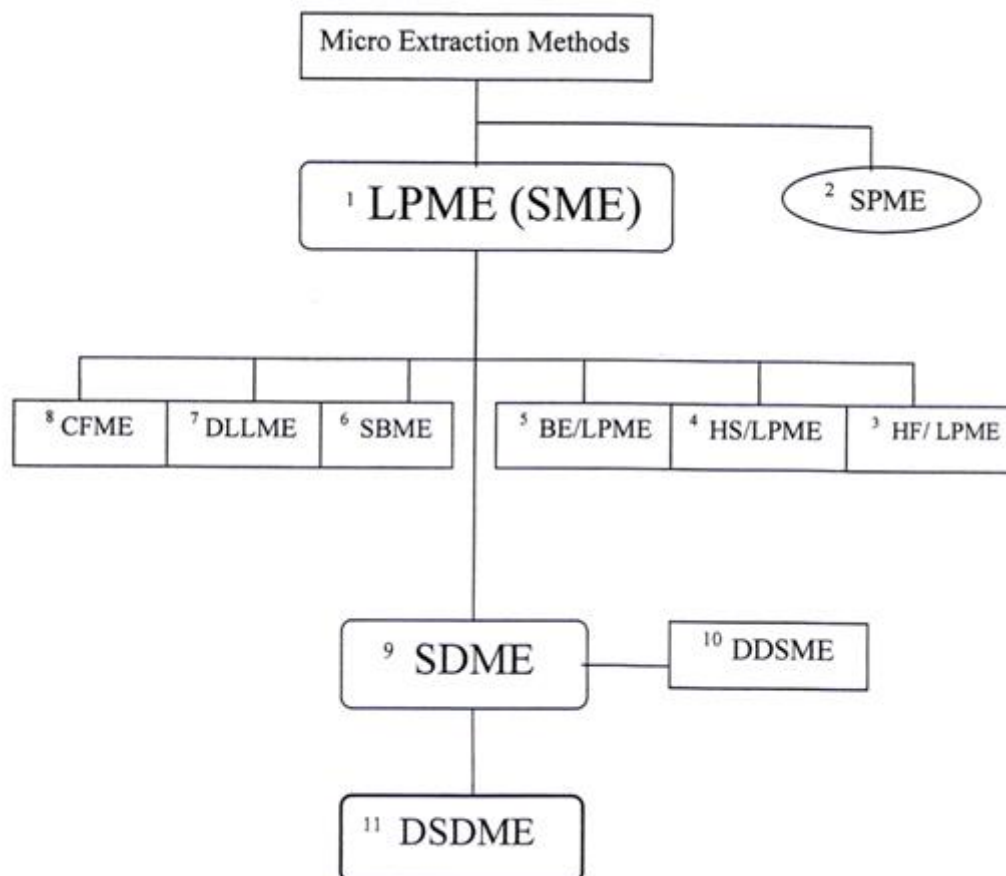 Micro Extraction Methods
1 LPME (SME)
2 SPME
8 CFME
7 DLLME
6 SBME
5 BE/LPME
4 HS/LPME
3 HF/ LPME
9 SDME
10 DDSME
11 DSDME